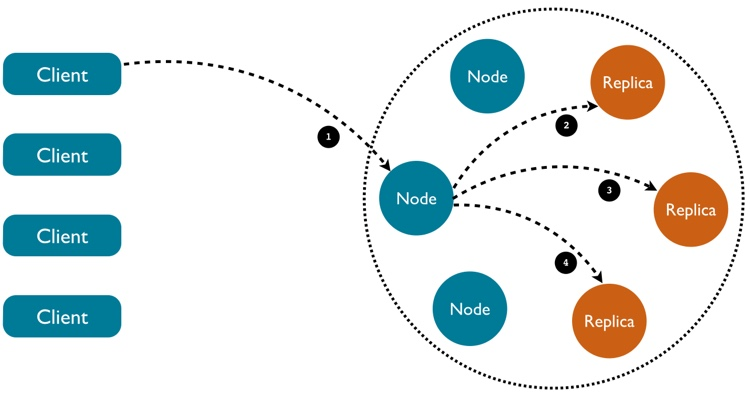 Client
Client
Client
Client
1
Node
Node
Node
2
3
4
Replica
Replica
Replica